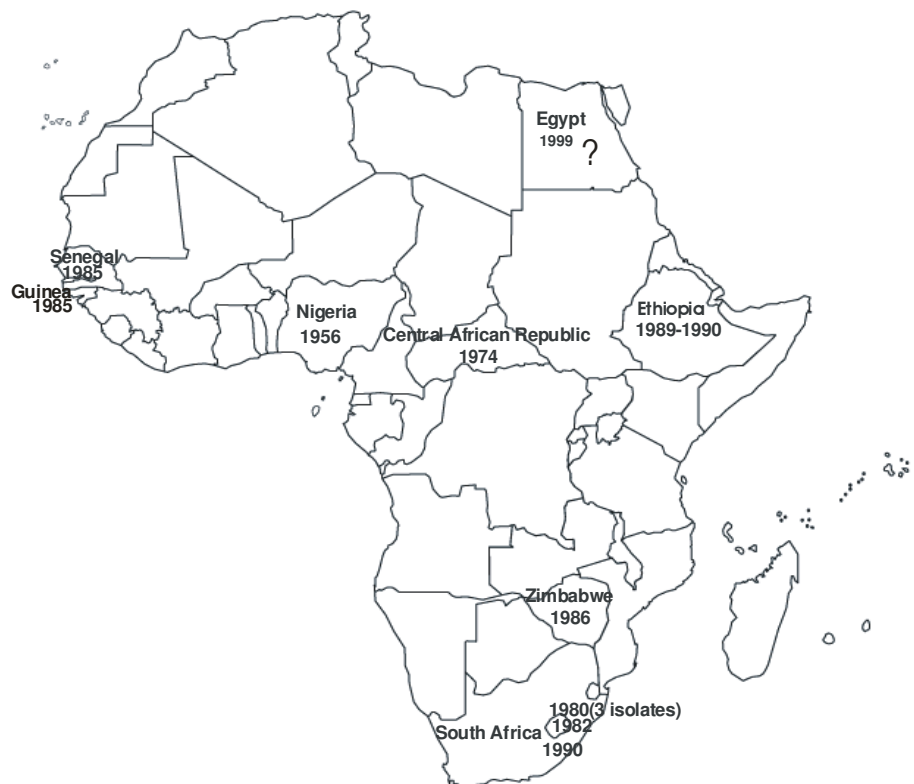 Egypt
1999 ?
Senegal
1985
Guinea
1985
Nigeria
1956
Central African Republic
1974
Ethiopia
1989-1990
Zimbabwe
1986
1980(3 isolates)
South Africa 1982
1990